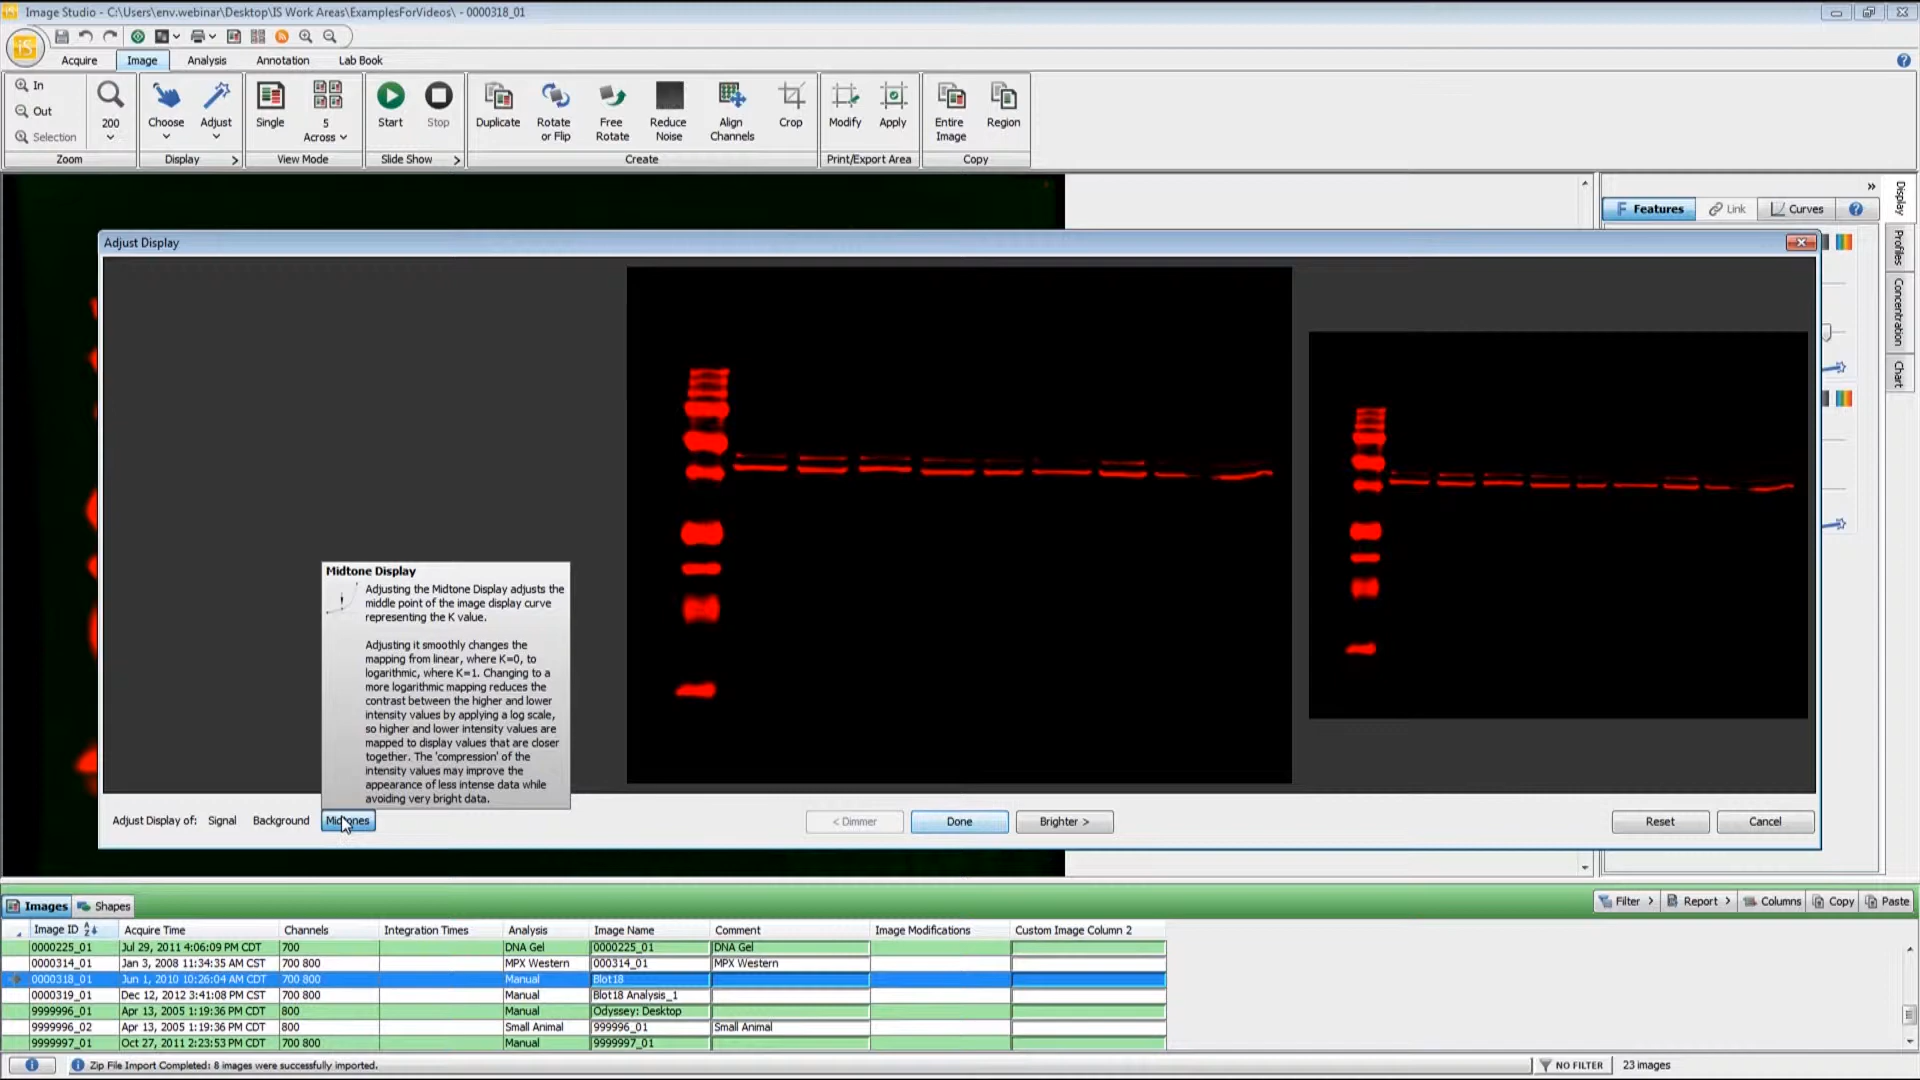 Image Studio - C:\Users\env.webinar\Desktop\IS Work Areas\ExamplesForVideos\ - 0000318_01
Acquire Image Analysis Annotation Lab Book
In
Out
Selection
200
Zoom
Choose
Adjust
Display
Single
5 Across
View Mode
Start
Stop
Slide Show
Duplicate
Rotate or Flip
Free Rotate
Reduce Noise
Align Channels
Crop
Create
Modify
Apply
Print/Export Area
Entire Image
Region
Copy
Features Link Curves
Display
Profiles
Concentration
Chart
Adjust Display
Midtone Display
Adjusting the Midtone Display adjusts the
middle point of the image display curve
representing the K value.
Adjusting it smoothly changes the
mapping from linear, where K=0, to
logarithmic, where K=1. Changing to a
more logarithmic mapping reduces the
contrast between the higher and lower
intensity values by applying a log scale,
so higher and lower intensity values are
mapped to display values that are closer
together. The 'compression' of the
intensity values may improve the
appearance of less intense data while
avoiding very bright data.
Adjust Display of: Signal Background Midtones
< Dimmer Done Brighter > Reset Cancel
Images Shapes Filter > Report > Columns Copy Paste
Image ID Acquire Time Channels Integration Times Analysis Image Name Comment Image Modifications Custom Image Column 2
0000225_01 Jul 29, 2011 4:06:09 PM CDT 700 DNA Gel 0000225_01 DNA Gel
0000314_01 Jan 3, 2008 11:34:35 AM CST 700 800 MPX Western 000314_01 MPX Western
0000318_01 Jun 1, 2010 10:26:04 AM CDT 700 800 Manual Blot18
0000319_01 Dec 12, 2012 3:41:08 PM CST 700 800 Manual Blot18 Analysis_1
9999996_01 Apr 13, 2005 1:19:36 PM CDT 800 Manual Odyssey: Desktop
9999996_02 Apr 13, 2005 1:19:36 PM CDT 800 Small Animal 999996_01 Small Animal
9999997_01 Oct 27, 2011 2:23:53 PM CDT 700 800 Manual 9999997_01
Zip File Import Completed: 8 images were successfully imported. NO FILTER 23 images